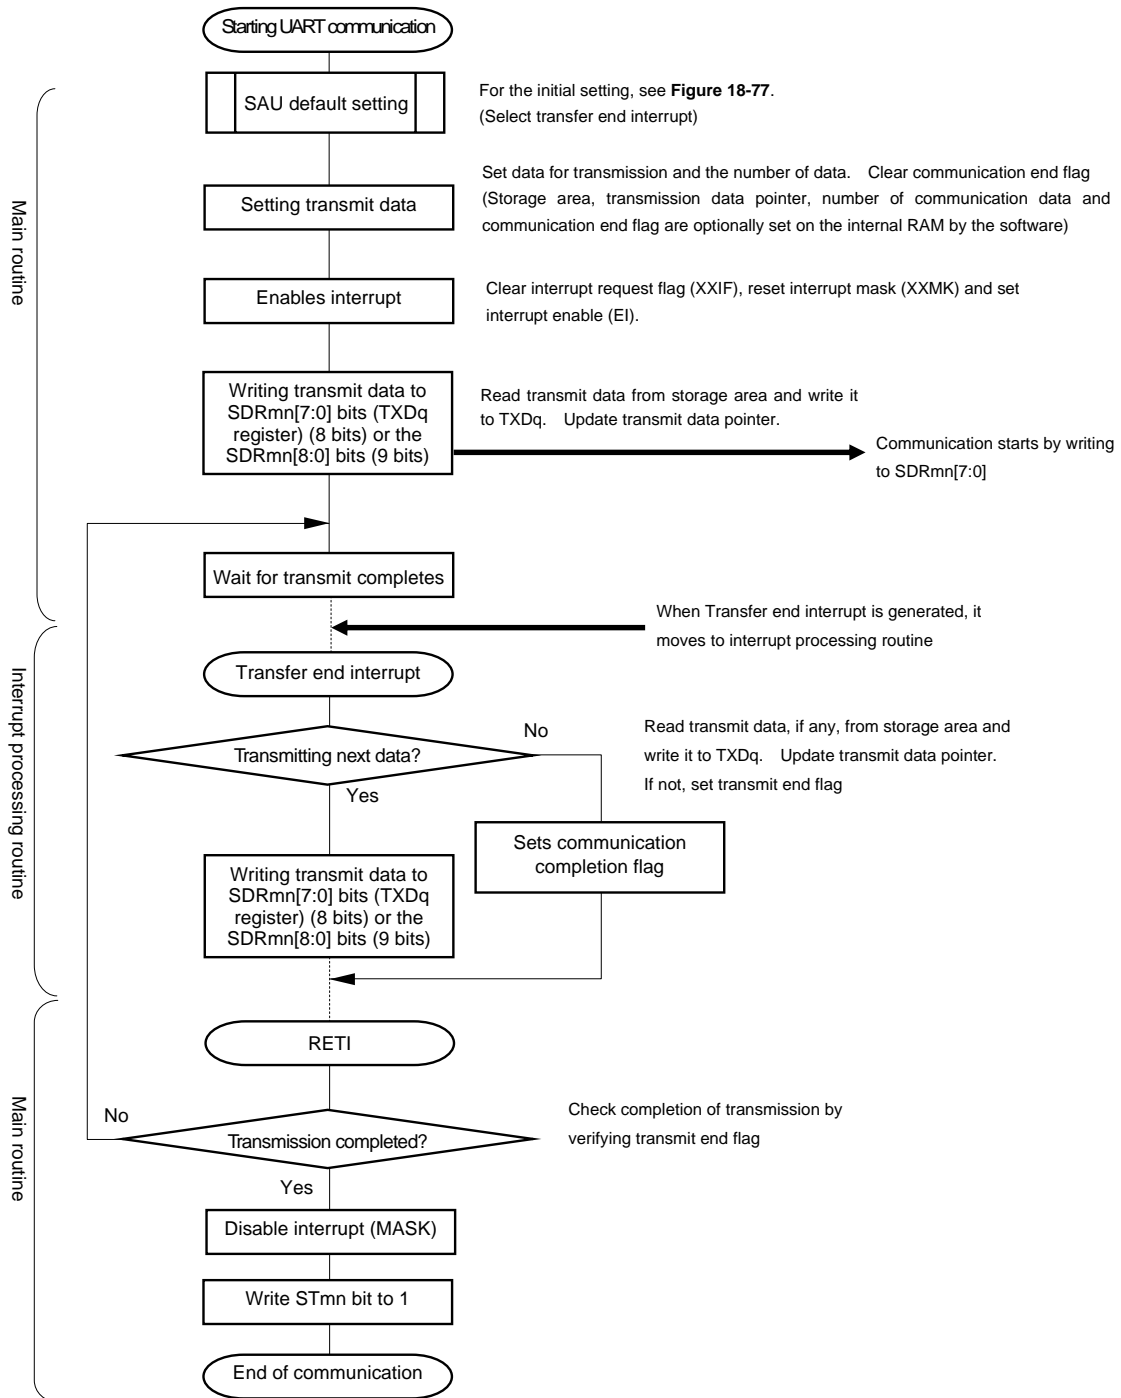 Starting UART communication
SAU default setting
For the initial setting, see Figure 18-77.
(Select transfer end interrupt)
Main routine
Setting transmit data
Set data for transmission and the number of data. Clear communication end flag
(Storage area, transmission data pointer, number of communication data and
communication end flag are optionally set on the internal RAM by the software)
Enables interrupt
Clear interrupt request flag (XXIF), reset interrupt mask (XXMK) and set
interrupt enable (EI).
Writing transmit data to
SDRmn[7:0] bits (TXDq
register) (8 bits) or the
SDRmn[8:0] bits (9 bits)
Read transmit data from storage area and write it
to TXDq. Update transmit data pointer.
Communication starts by writing
to SDRmn[7:0]
Wait for transmit completes
When Transfer end interrupt is generated, it
moves to interrupt processing routine
Interrupt processing routine
Transfer end interrupt
Transmitting next data?
No
Yes
Read transmit data, if any, from storage area and
write it to TXDq. Update transmit data pointer.
If not, set transmit end flag
Sets communication
completion flag
Writing transmit data to
SDRmn[7:0] bits (TXDq
register) (8 bits) or the
SDRmn[8:0] bits (9 bits)
RETI
Main routine
No
Transmission completed?
Check completion of transmission by
verifying transmit end flag
Yes
Disable interrupt (MASK)
Write STmn bit to 1
End of communication